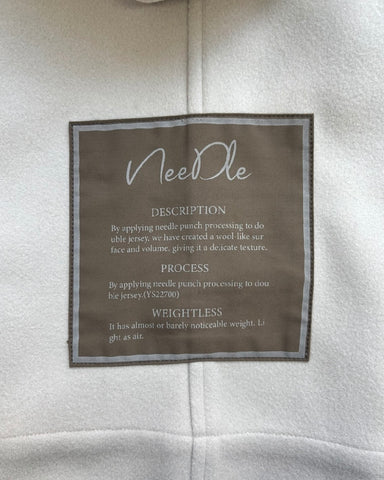 NeeDle
DESCRIPTION
By applying needle punch processing to do
uble jersey, we have created a wool-like sur
face and volume, giving it a delicate texture.
PROCESS
By applying needle punch processing to dou
ble jersey.(YS22700)
WEIGHTLESS
It has almost or barely noticeable weight. Li
ght as air.